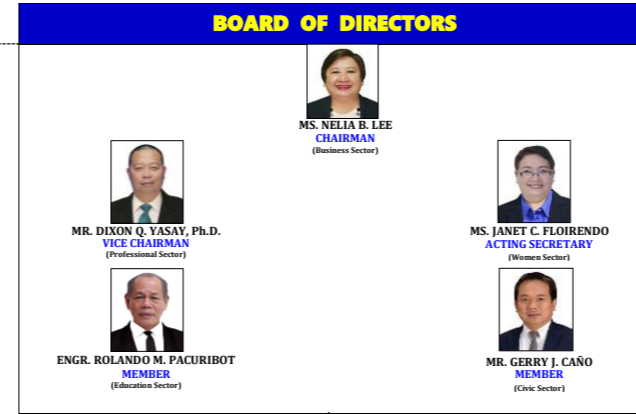 BOARD OF DIRECTORS
MS. NELIA B. LEE
CHAIRMAN
(Business Sector)
MR. DIXON Q. YASAY, Ph.D.
VICE CHAIRMAN
(Professional Sector)
MS. JANET C. FLOIRENDO
ACTING SECRETARY
(Women Sector)
ENGR. ROLANDO M. PACURIBOT
MEMBER
(Education Sector)
MR. GERRY J. CAÑO
MEMBER
(Civic Sector)